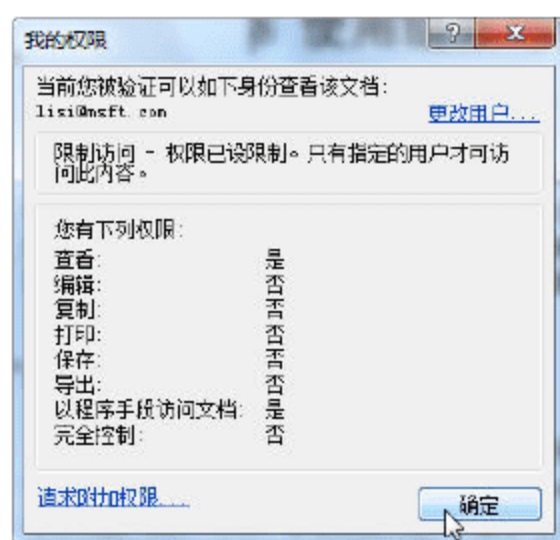 我的权限
当前您被验证可以如下身份查看该文档:
lisi@msft.com
更改用户...
限制访问 - 权限已设限制。只有指定的用户才可访
问此内容。
您有下列权限:
查看: 是
编辑: 否
复制: 否
打印: 否
保存: 否
导出: 否
以程序手段访问文档: 是
完全控制: 否
请求附加权限...
确定